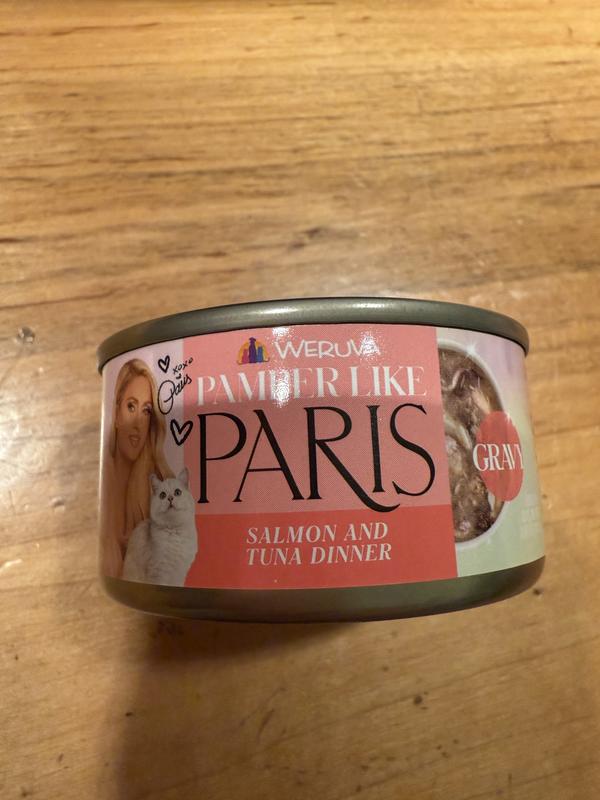 WERUVA
xoxo
Paris
PAMPER LIKE
PARIS
GRAVY
SALMON AND
TUNA DINNER